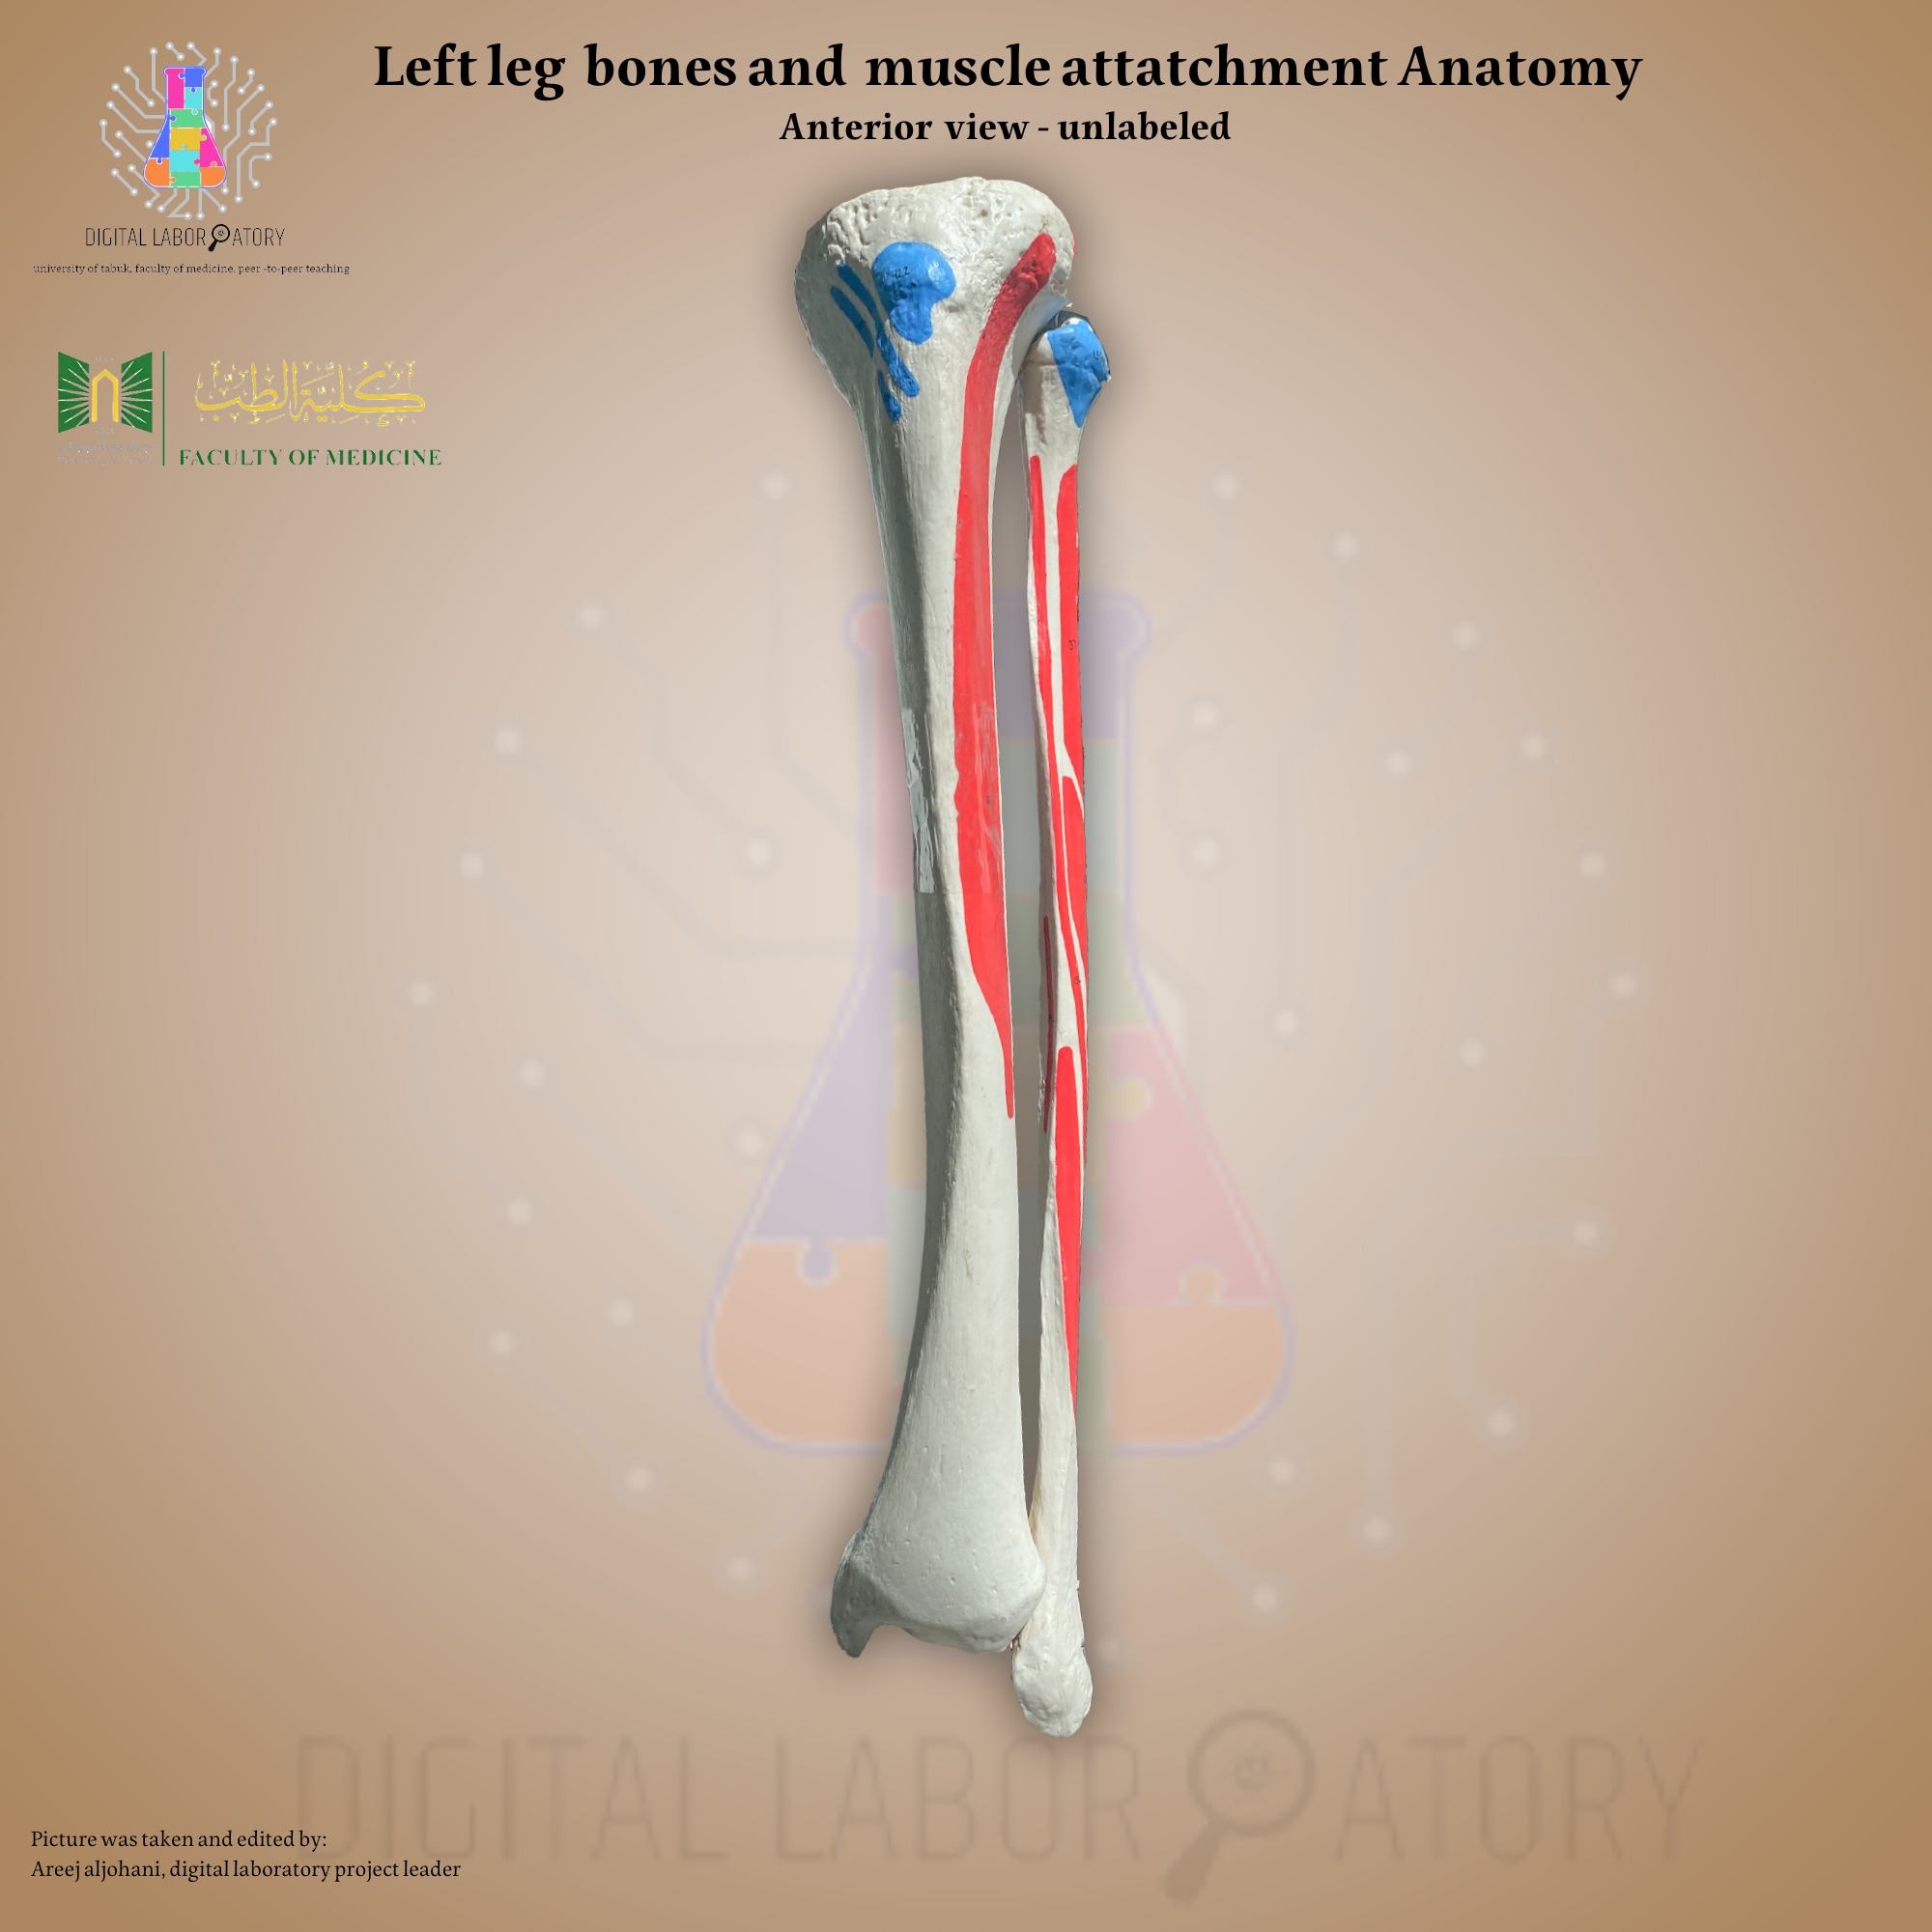 Left leg bones and muscle attatchment Anatomy
Anterior view - unlabeled
DIGITAL LABORATORY
university of tabuk, faculty of medicine, peer -to-peer teaching
كلية الطب
FACULTY OF MEDICINE
DIGITAL LABORATORY
Picture was taken and edited by:
Areej aljohani, digital laboratory project leader